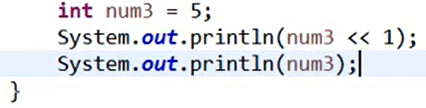 int num3 = 5;
System.out.println(num3 << 1);
System.out.println(num3);
}